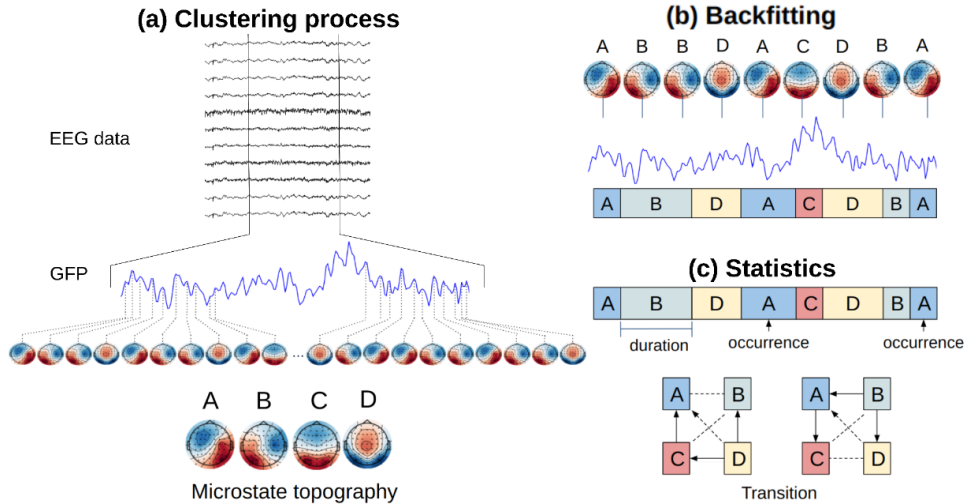 (a) Clustering process
EEG data
GFP
...
A B C D
Microstate topography
(b) Backfitting
A B B D A C D B A
A B D A C D B A
(c) Statistics
A B D A C D B A
duration occurrence occurrence
A B A B
C D C D
Transition